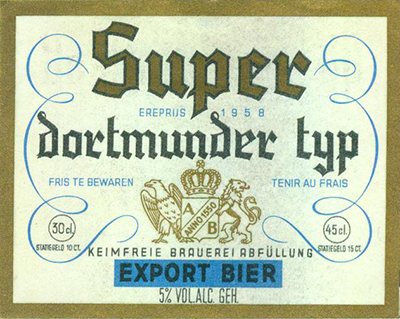 Super
EREPRIJS 1958
dortmunder typ
FRIS TE BEWAREN
TENIR AU FRAIS
A
ANNO 1550
B
30 cl.
STATIEGELD 10 CT.
45 cl.
STATIEGELD 15 CT.
KEIMFREIE BRAUEREI ABFÜLLUNG
EXPORT BIER
5% VOL. ALC. GEH.